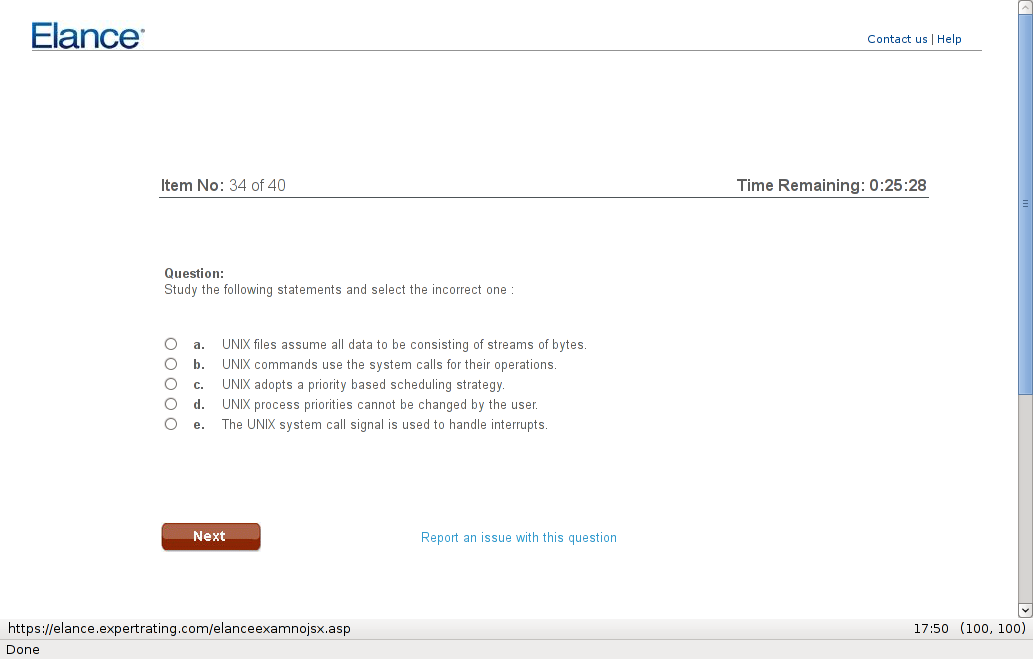 Elance
Contact us | Help
Item No: 34 of 40
Time Remaining: 0:25:28
Question:
Study the following statements and select the incorrect one :
a. UNIX files assume all data to be consisting of streams of bytes.
b. UNIX commands use the system calls for their operations.
c. UNIX adopts a priority based scheduling strategy.
d. UNIX process priorities cannot be changed by the user.
e. The UNIX system call signal is used to handle interrupts.
Next
Report an issue with this question
https://elance.expertrating.com/elanceexamnojsx.asp
17:50 (100, 100)
Done